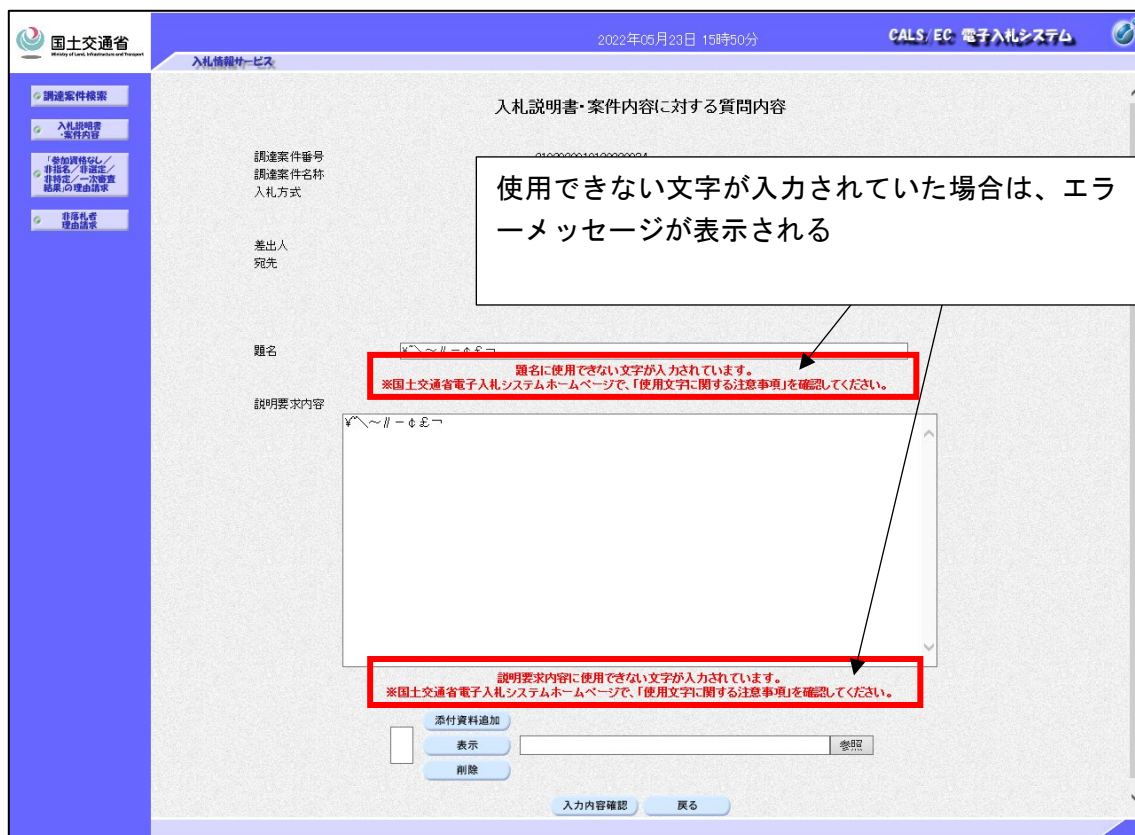 国土交通省
Ministry of Land, Infrastructure and Transport
2022年05月23日 15時50分
CALS/EC 電子入札システム
入札情報サービス
調達案件検索
入札説明書
・案件内容
「参加資格なし/
非指名/非選定/
非特定/一次審査
結果」の理由請求
非落札者
理由請求
入札説明書・案件内容に対する質問内容
調達案件番号
調達案件名称
入札方式
使用できない文字が入力されていた場合は、エラ
ーメッセージが表示される
差出人
宛先
題名
題名に使用できない文字が入力されています。
※国土交通省電子入札システムホームページで、「使用文字に関する注意事項」を確認してください。
説明要求内容
¥~\～∥－¢£¬
説明要求内容に使用できない文字が入力されています。
※国土交通省電子入札システムホームページで、「使用文字に関する注意事項」を確認してください。
添付資料追加
表示
参照
削除
入力内容確認
戻る